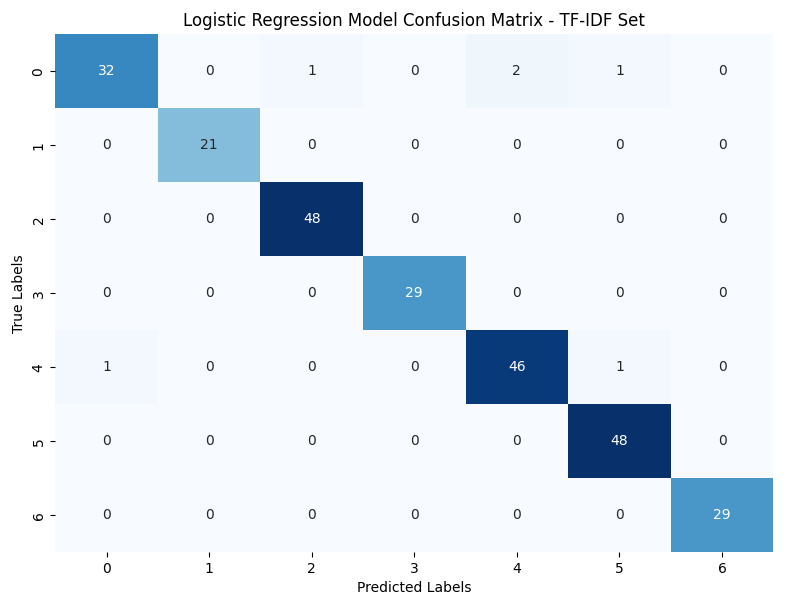 Logistic Regression Model Confusion Matrix - TF-IDF Set
True Labels
0 32 0 1 0 2 1 0
1 0 21 0 0 0 0 0
2 0 0 48 0 0 0 0
3 0 0 0 29 0 0 0
4 1 0 0 0 46 1 0
5 0 0 0 0 0 48 0
6 0 0 0 0 0 0 29
0 1 2 3 4 5 6
Predicted Labels